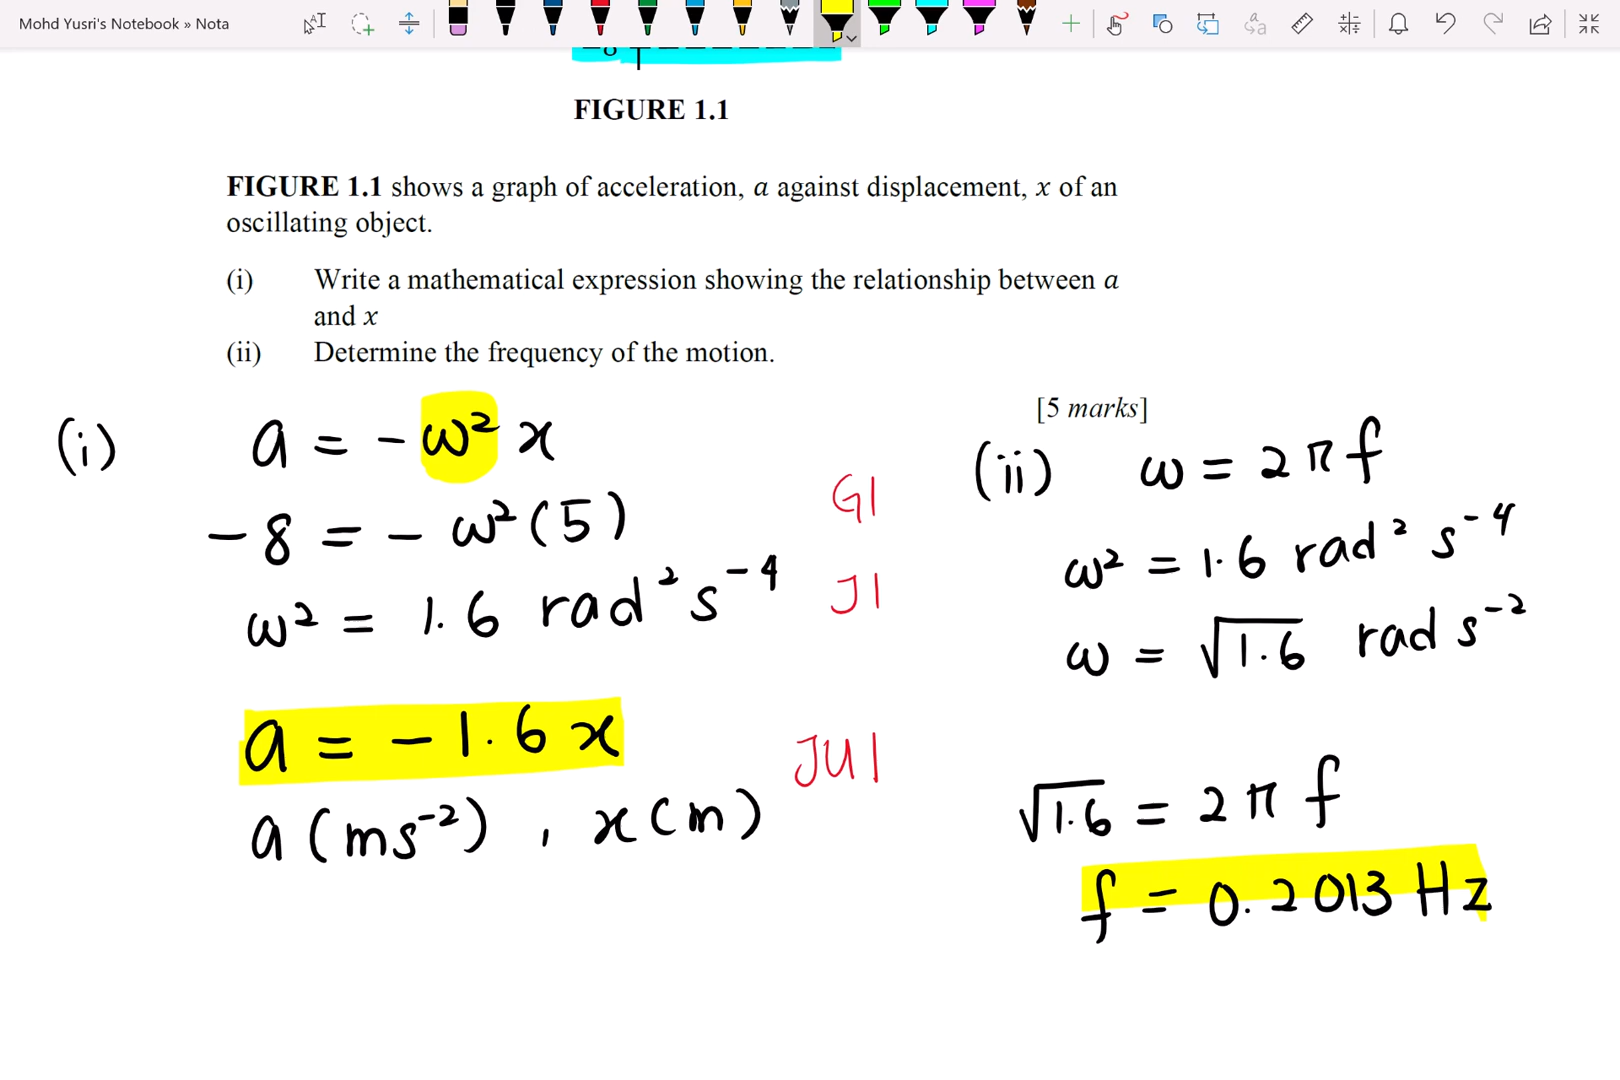 Mohd Yusri's Notebook » Nota
FIGURE 1.1
FIGURE 1.1 shows a graph of acceleration, a against displacement, x of an
oscillating object.
(i) Write a mathematical expression showing the relationship between a
and x
(ii) Determine the frequency of the motion.
[5 marks]
(i) a = - ω² x
- 8 = - ω² (5) G1
ω² = 1.6 rad² s⁻⁴ J1
a = - 1.6 x JU1
a (ms⁻²) , x (m)
(ii) ω = 2 π f
ω² = 1.6 rad² s⁻⁴
ω = √1.6 rad s⁻²
√1.6 = 2 π f
f = 0.2013 Hz